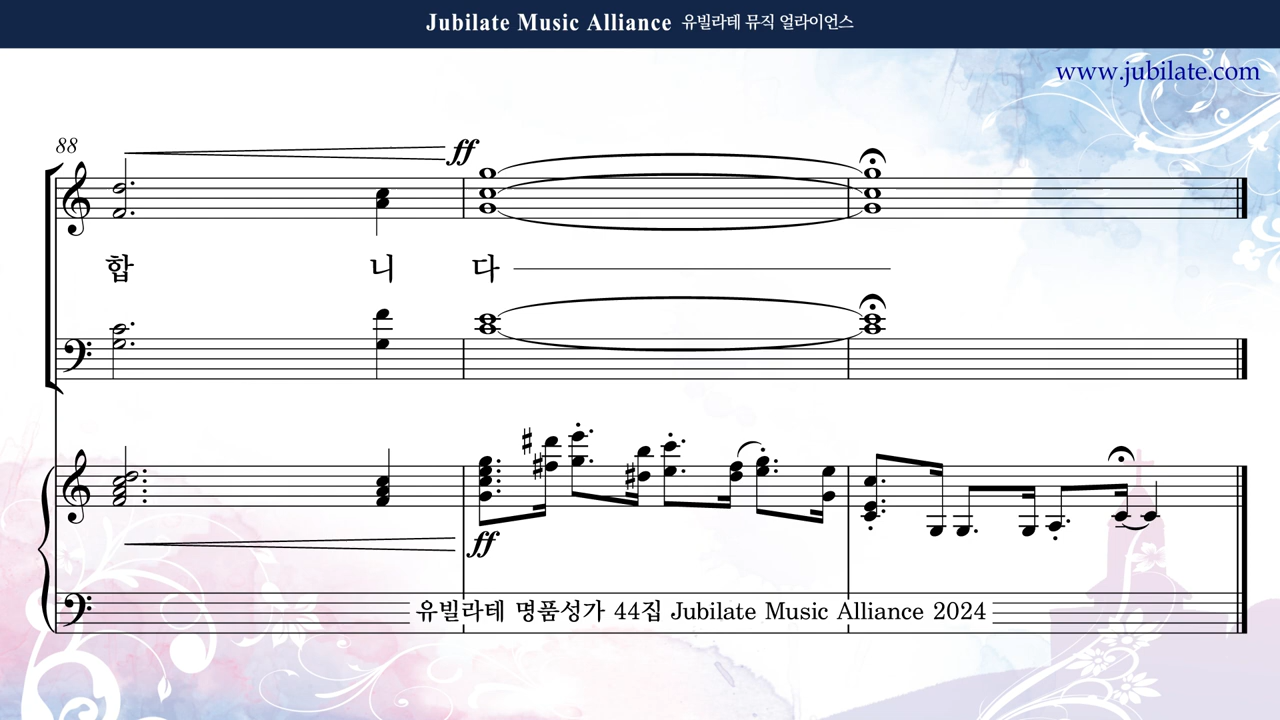 Jubilate Music Alliance 유빌라테 뮤직 얼라이언스
www.jubilate.com
88
ff
합 니 다
ff
유빌라테 명품성가 44집 Jubilate Music Alliance 2024